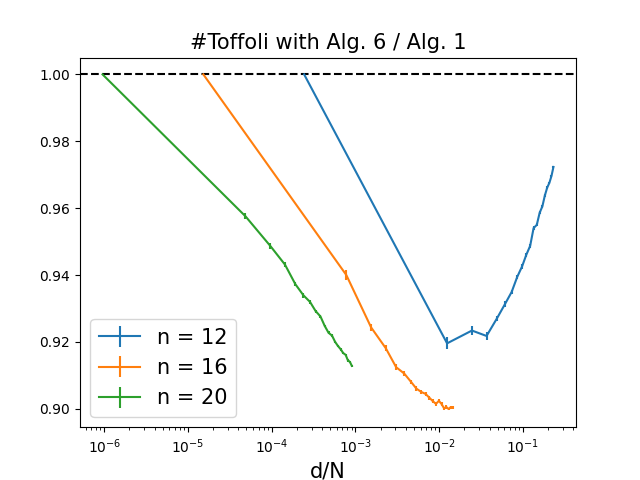 #Toffoli with Alg. 6 / Alg. 1
1.00
0.98
0.96
0.94
0.92
0.90
n = 12
n = 16
n = 20
10⁻⁶ 10⁻⁵ 10⁻⁴ 10⁻³ 10⁻² 10⁻¹
d/N